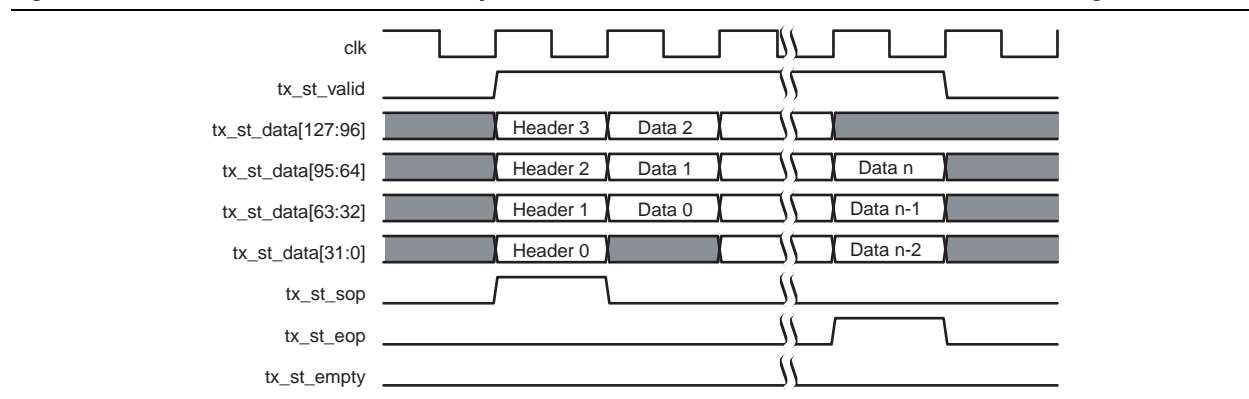 clk
tx_st_valid
tx_st_data[127:96] Header 3 Data 2
tx_st_data[95:64] Header 2 Data 1 Data n
tx_st_data[63:32] Header 1 Data 0 Data n-1
tx_st_data[31:0] Header 0 Data n-2
tx_st_sop
tx_st_eop
tx_st_empty